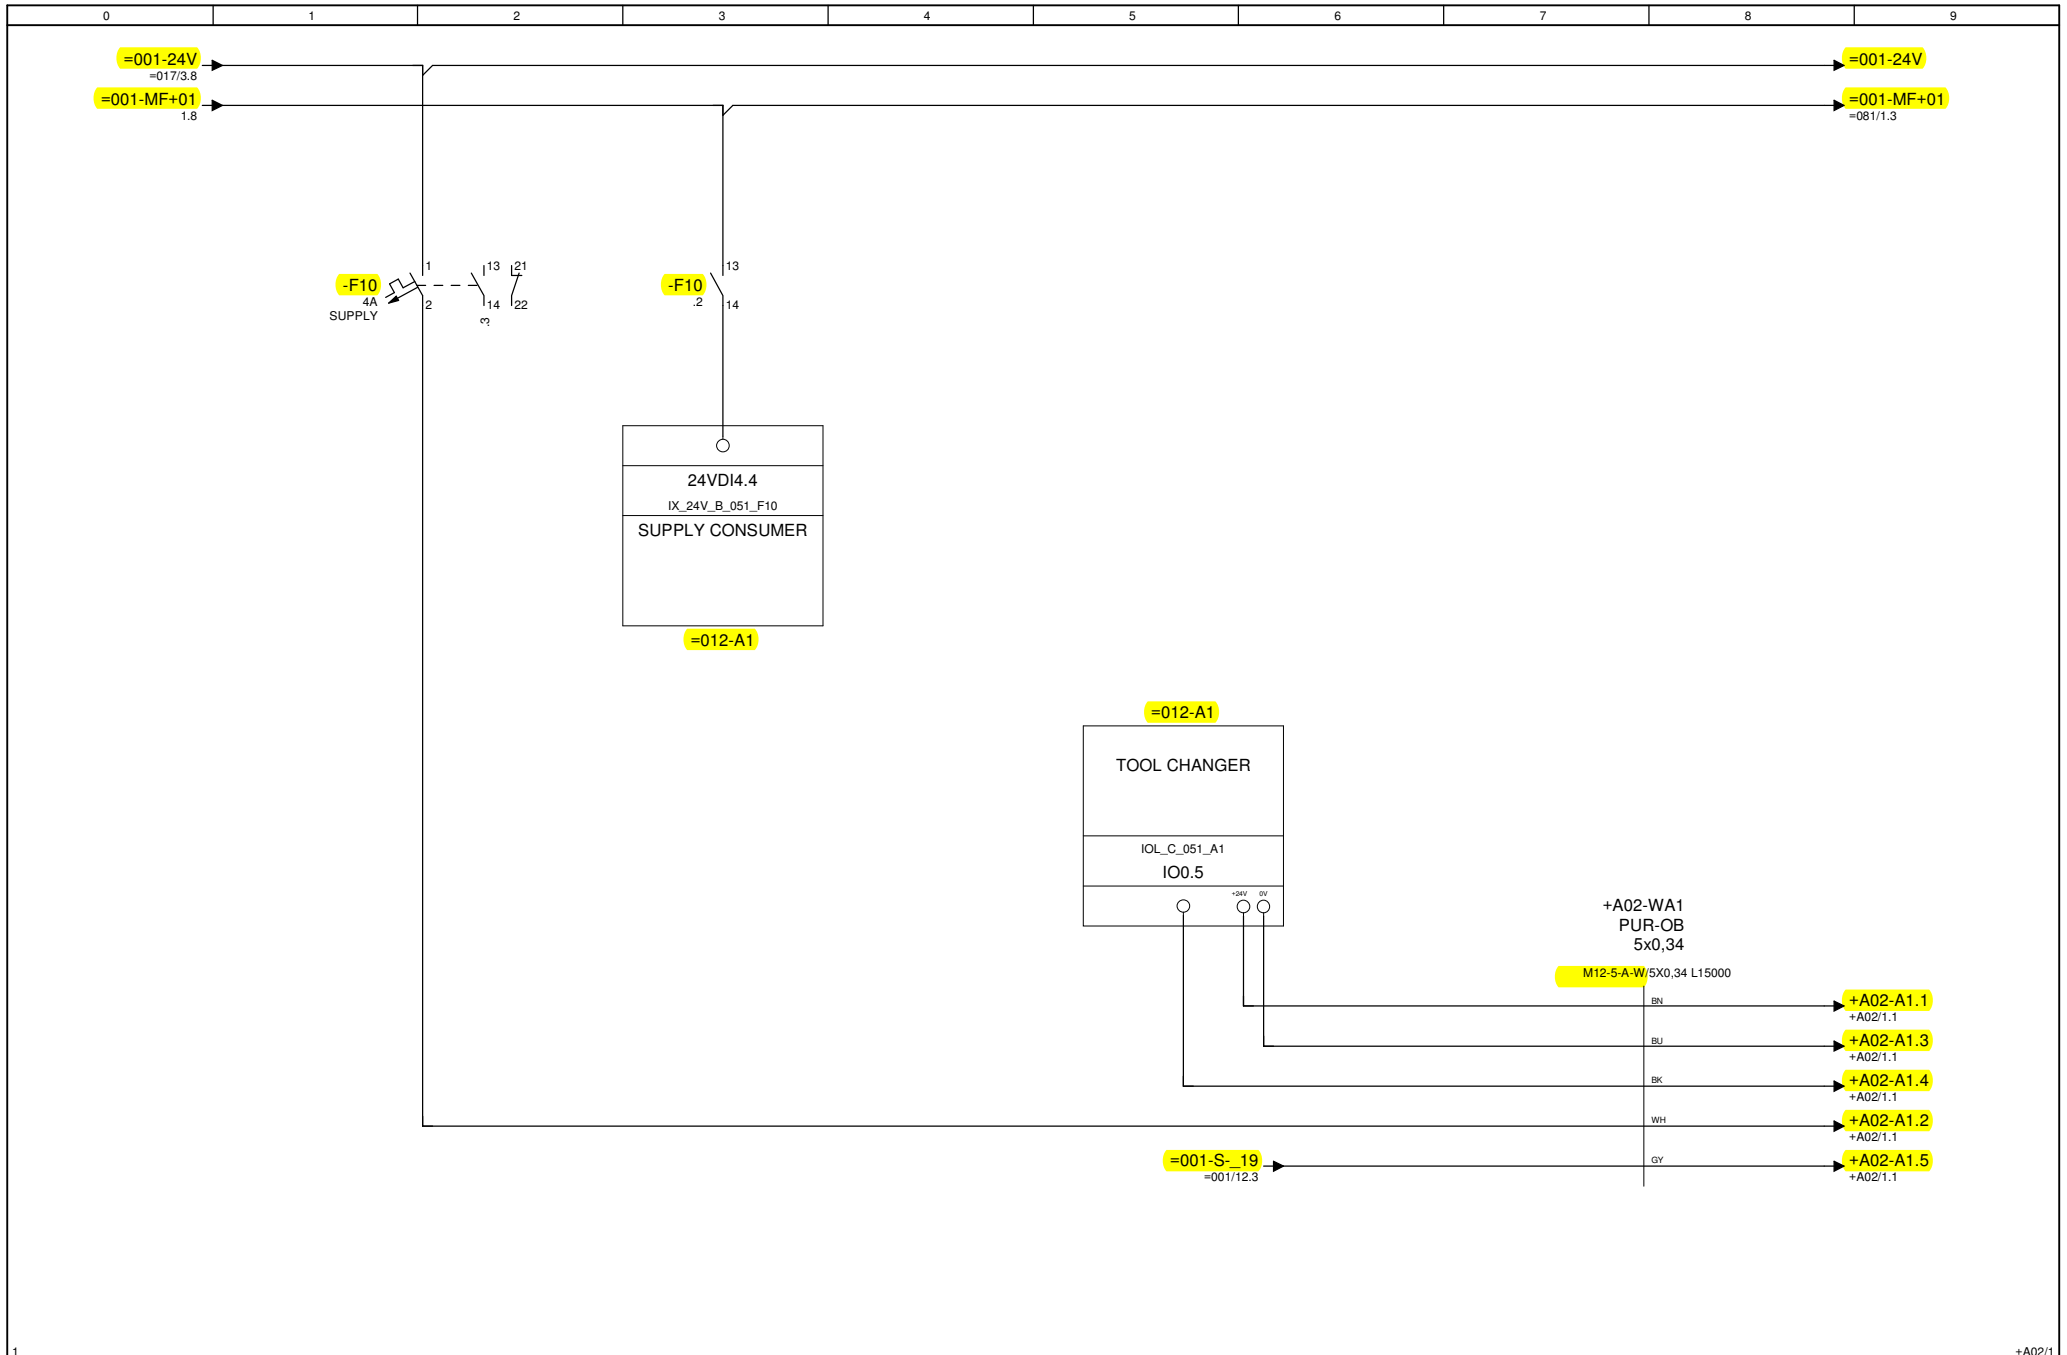 0 1 2 3 4 5 6 7 8 9
=001-24V
=017/3.8
=001-24V
=001-MF+01
1.8
=001-MF+01
=081/1.3
-F10
4A
SUPPLY
1
2
13
14
.3
21
22
-F10
.2
13
14
24VDI4.4
IX_24V_B_051_F10
SUPPLY CONSUMER
=012-A1
=012-A1
TOOL CHANGER
IOL_C_051_A1
IO0.5
+24V 0V
+A02-WA1
PUR-OB
5x0,34
M12-5-A-W/5X0,34 L15000
BN
+A02-A1.1
+A02/1.1
BU
+A02-A1.3
+A02/1.1
BK
+A02-A1.4
+A02/1.1
WH
+A02-A1.2
+A02/1.1
=001-S-_19
=001/12.3
GY
+A02-A1.5
+A02/1.1
1
+A02/1